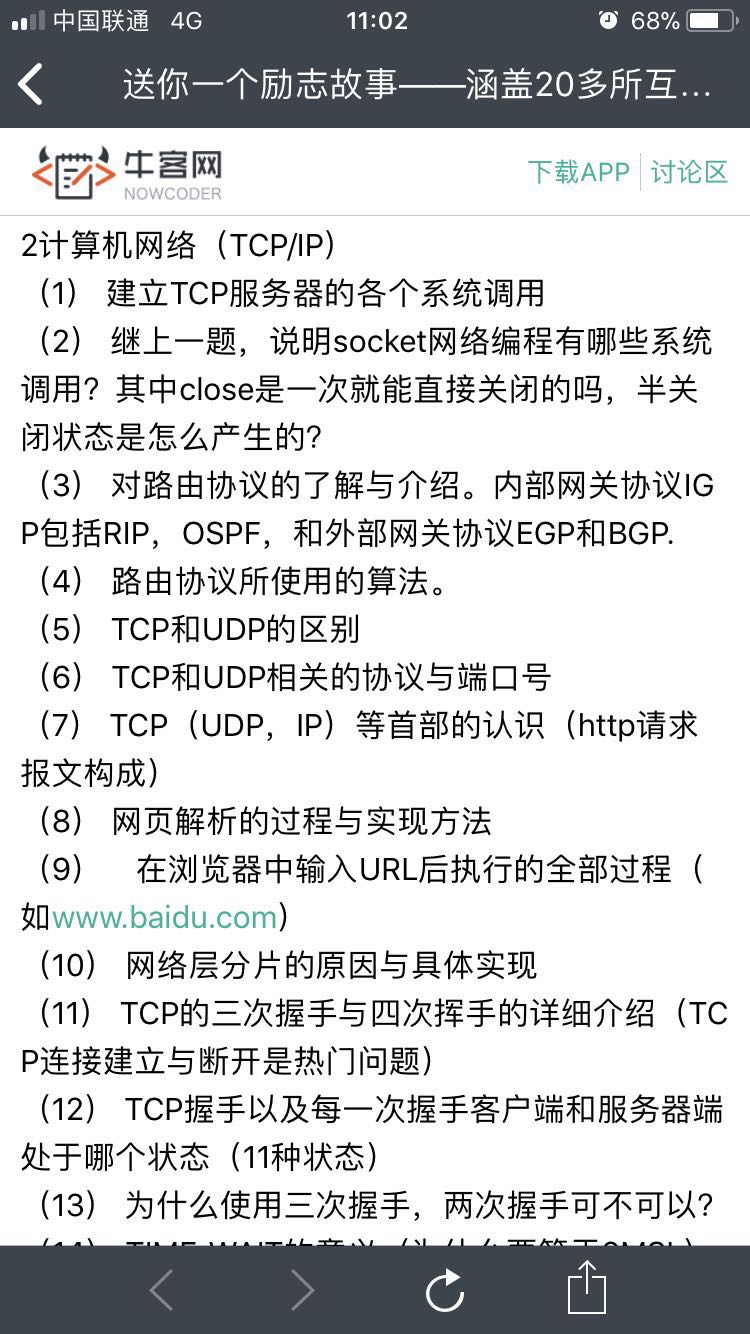 中国联通 4G 11:02 68%
送你一个励志故事——涵盖20多所互...
牛客网
NOWCODER
下载APP 讨论区
2计算机网络（TCP/IP）
（1） 建立TCP服务器的各个系统调用
（2） 继上一题，说明socket网络编程有哪些系统
调用？其中close是一次就能直接关闭的吗，半关
闭状态是怎么产生的？
（3） 对路由协议的了解与介绍。内部网关协议IG
P包括RIP，OSPF，和外部网关协议EGP和BGP.
（4） 路由协议所使用的算法。
（5） TCP和UDP的区别
（6） TCP和UDP相关的协议与端口号
（7） TCP（UDP，IP）等首部的认识（http请求
报文构成）
（8） 网页解析的过程与实现方法
（9） 在浏览器中输入URL后执行的全部过程（
如www.baidu.com）
（10） 网络层分片的原因与具体实现
（11） TCP的三次握手与四次挥手的详细介绍（TC
P连接建立与断开是热门问题）
（12） TCP握手以及每一次握手客户端和服务器端
处于哪个状态（11种状态）
（13） 为什么使用三次握手，两次握手可不可以？